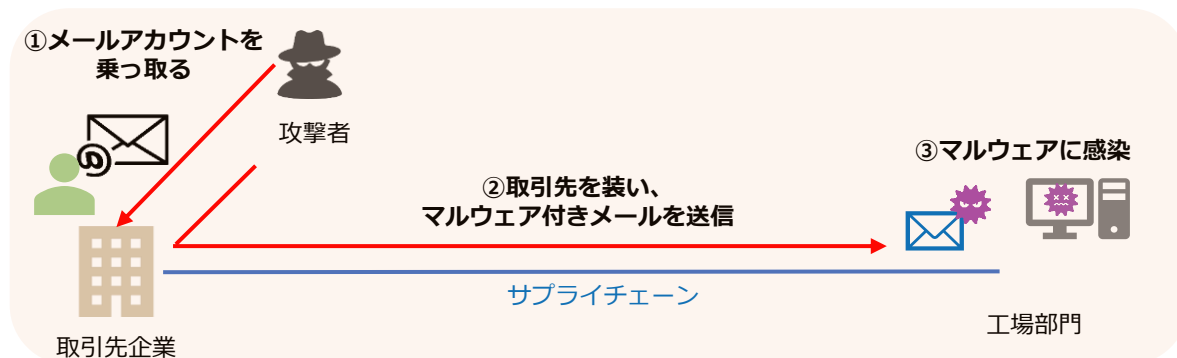 ①メールアカウントを
乗っ取る
攻撃者
@
③マルウェアに感染
②取引先を装い、
マルウェア付きメールを送信
サプライチェーン
工場部門
取引先企業